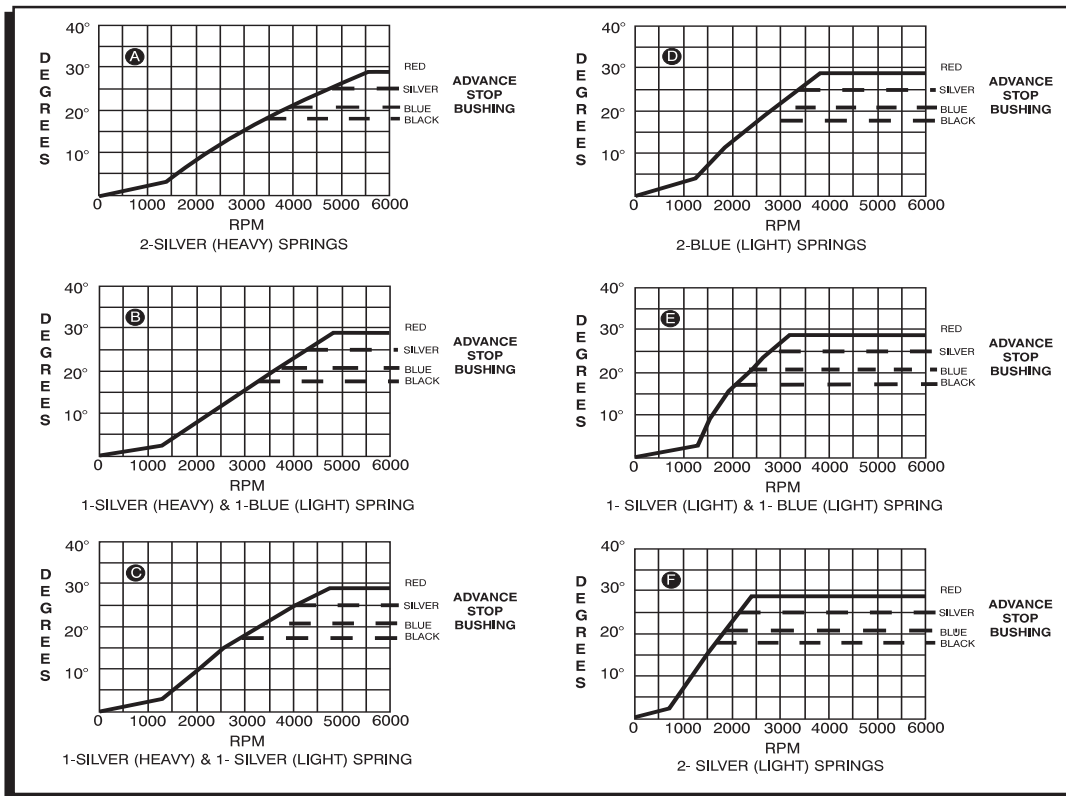 A
DEGREES
40°
30°
20°
10°
0 1000 2000 3000 4000 5000 6000
RPM
RED
SILVER
BLUE
BLACK
ADVANCE
STOP
BUSHING
2-SILVER (HEAVY) SPRINGS
B
DEGREES
40°
30°
20°
10°
0 1000 2000 3000 4000 5000 6000
RPM
RED
SILVER
BLUE
BLACK
ADVANCE
STOP
BUSHING
1-SILVER (HEAVY) & 1-BLUE (LIGHT) SPRING
C
DEGREES
40°
30°
20°
10°
0 1000 2000 3000 4000 5000 6000
RPM
RED
SILVER
BLUE
BLACK
ADVANCE
STOP
BUSHING
1-SILVER (HEAVY) & 1- SILVER (LIGHT) SPRING
D
DEGREES
40°
30°
20°
10°
0 1000 2000 3000 4000 5000 6000
RPM
RED
SILVER
BLUE
BLACK
ADVANCE
STOP
BUSHING
2-BLUE (LIGHT) SPRINGS
E
DEGREES
40°
30°
20°
10°
0 1000 2000 3000 4000 5000 6000
RPM
RED
SILVER
BLUE
BLACK
ADVANCE
STOP
BUSHING
1- SILVER (LIGHT) & 1- BLUE (LIGHT) SPRING
F
DEGREES
40°
30°
20°
10°
0 1000 2000 3000 4000 5000 6000
RPM
RED
SILVER
BLUE
BLACK
ADVANCE
STOP
BUSHING
2- SILVER (LIGHT) SPRINGS